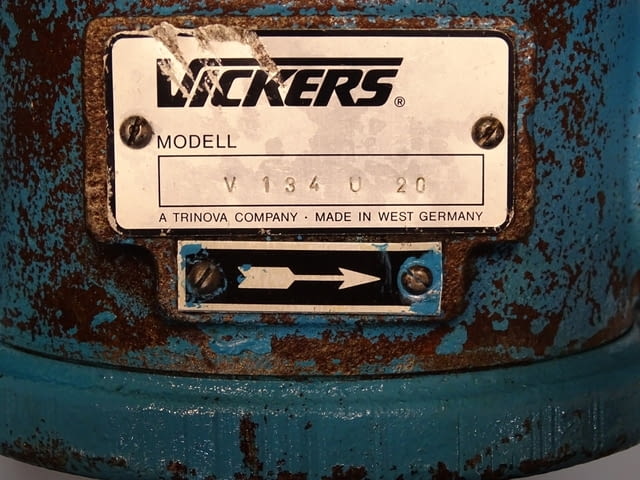 VICKERS®
MODELL
V 134 U 20
A TRINOVA COMPANY · MADE IN WEST GERMANY